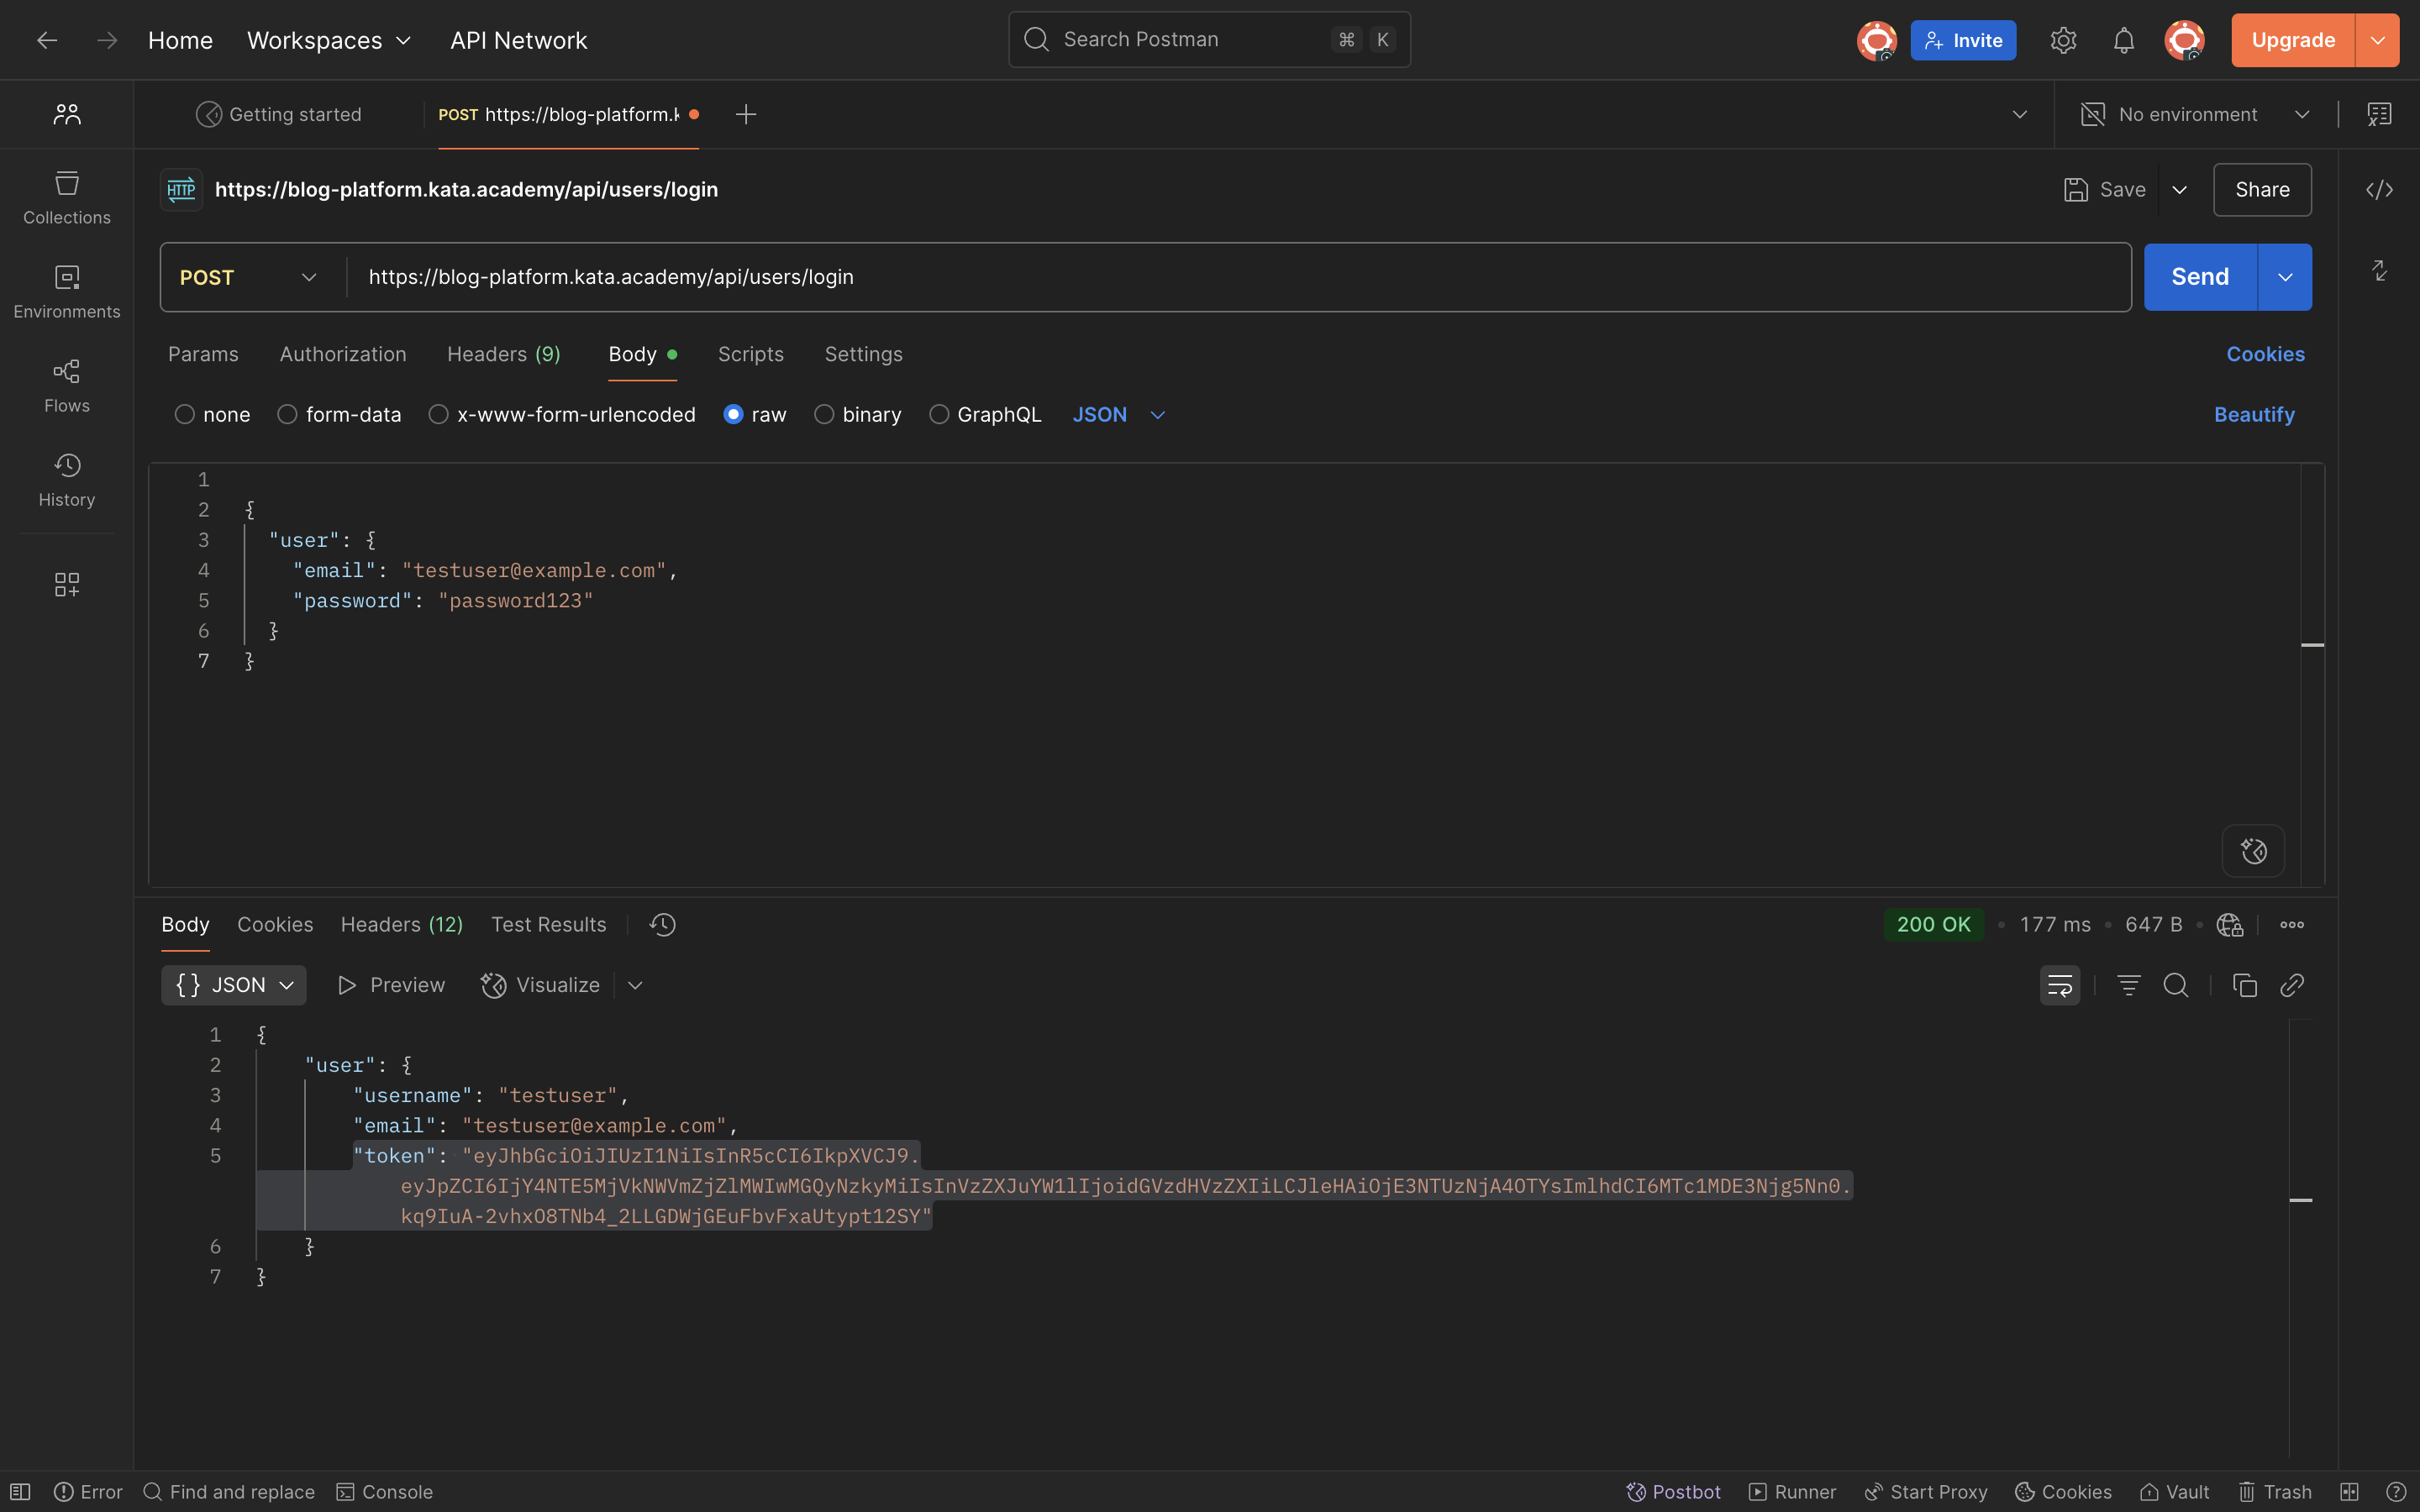 Home Workspaces API Network Search Postman ⌘ K Invite Upgrade
Getting started POST https://blog-platform.k No environment
HTTP https://blog-platform.kata.academy/api/users/login Save Share
Collections
POST https://blog-platform.kata.academy/api/users/login Send
Environments
Params Authorization Headers (9) Body Scripts Settings Cookies
Flows
none form-data x-www-form-urlencoded raw binary GraphQL JSON Beautify
History
1
2 {
3 "user": {
4 "email": "testuser@example.com",
5 "password": "password123"
6 }
7 }
Body Cookies Headers (12) Test Results 200 OK • 177 ms • 647 B •
{} JSON Preview Visualize
1 {
2 "user": {
3 "username": "testuser",
4 "email": "testuser@example.com",
5 "token": "eyJhbGciOiJIUzI1NiIsInR5cCI6IkpXVCJ9.
eyJpZCI6IjY4NTE5MjVkNWVmZjZlMWIwMGQyNzkyMiIsInVzZXJuYW1lIjoidGVzdHVzZXIiLCJleHAiOjE3NTUzNjA4OTYsImlhdCI6MTc1MDE3Njg5Nn0.
kq9IuA-2vhxO8TNb4_2LLGDWjGEuFbvFxaUtypt12SY"
6 }
7 }
Error Find and replace Console Postbot Runner Start Proxy Cookies Vault Trash